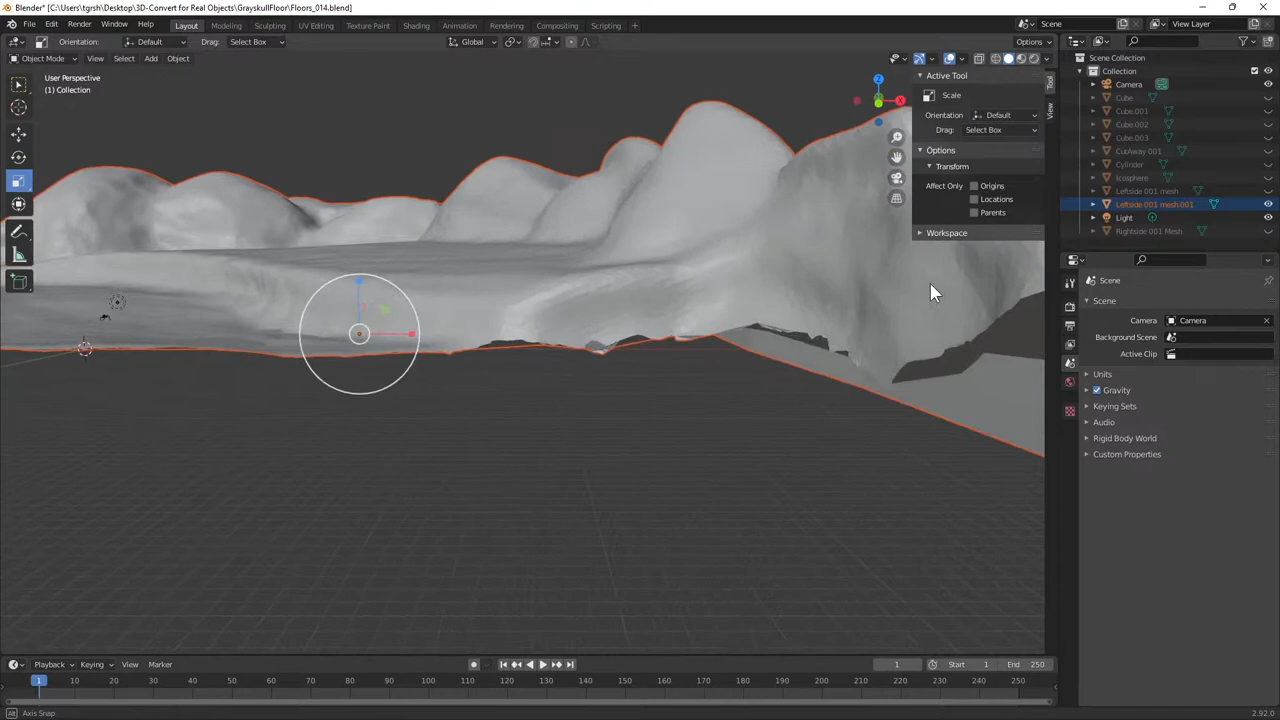 Blender* [C:\Users\tgrsh\Desktop\3D-Convert for Real Objects\GrayskullFloor\Floors_014.blend]
File Edit Render Window Help Layout Modeling Sculpting UV Editing Texture Paint Shading Animation Rendering Compositing Scripting + Scene View Layer
Orientation: Default Drag: Select Box Global Options
Object Mode View Select Add Object
User Perspective
(1) Collection
Z
X
Active Tool
Scale
Orientation Default
Drag: Select Box
Options
Transform
Affect Only Origins
Locations
Parents
Workspace
Tool
View
Scene Collection
Collection
Camera
Cube
Cube.001
Cube.002
Cube.003
CutAway 001
Cylinder
Icosphere
Leftside 001 mesh
Leftside 001 mesh.001
Light
Rightside 001 Mesh
Scene
Scene
Camera Camera
Background Scene
Active Clip
Units
Gravity
Keying Sets
Audio
Rigid Body World
Custom Properties
Playback Keying View Marker 1 Start 1 End 250
1 10 20 30 40 50 60 70 80 90 100 110 120 130 140 150 160 170 180 190 200 210 220 230 240 250
Axis Snap 2.92.0